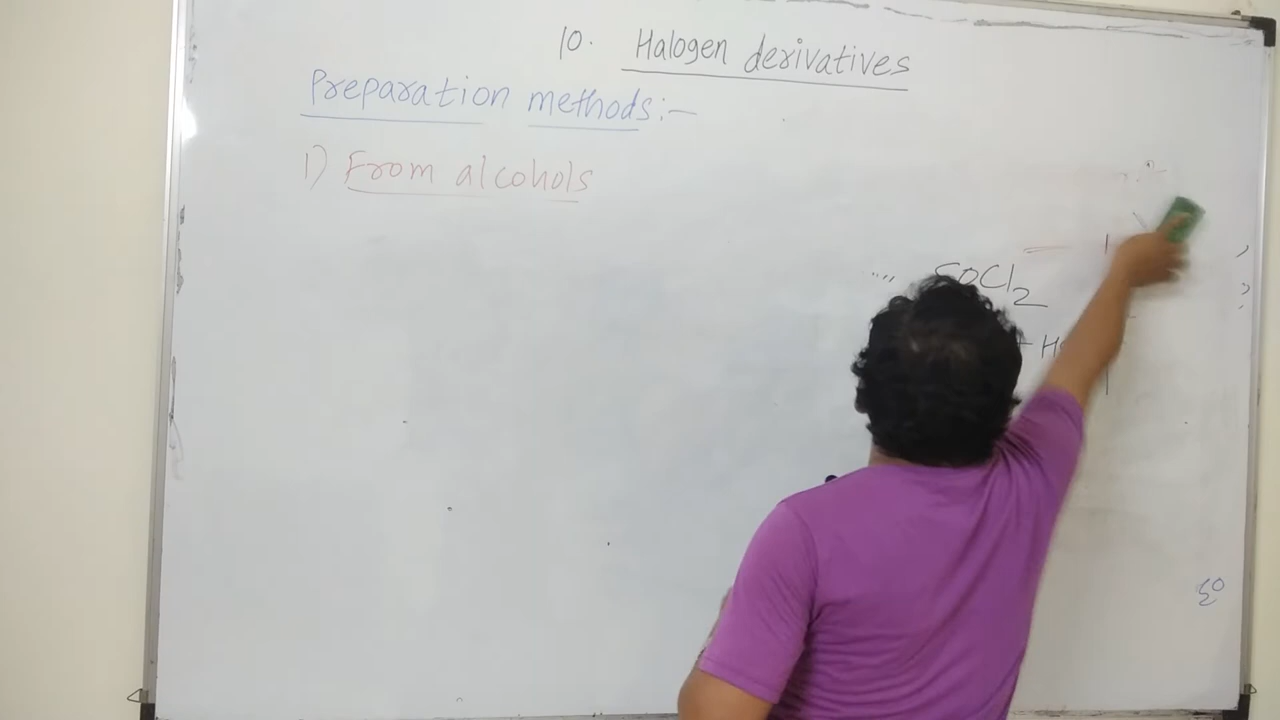 10. Halogen derivatives
Preparation methods:-
1) From alcohols
SOCl2